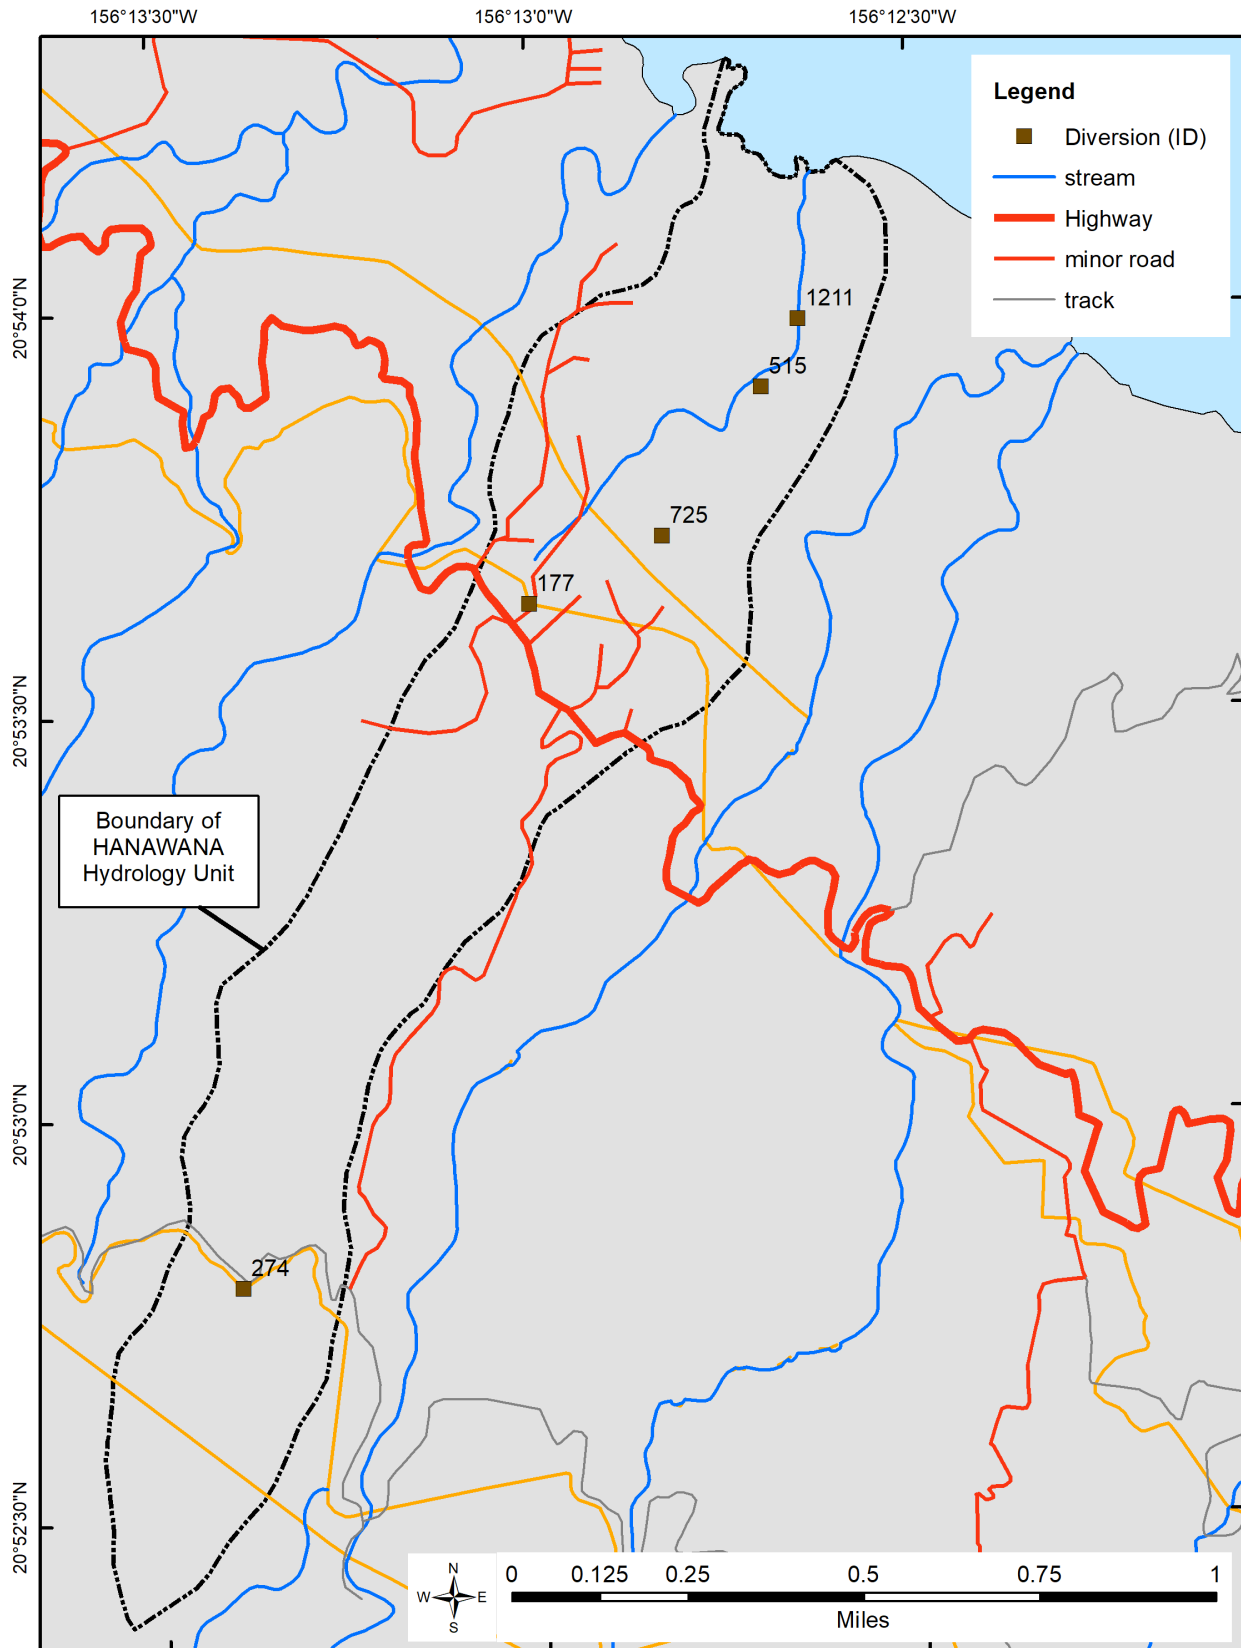 156°13'30"W
156°13'0"W
156°12'30"W
Legend
Diversion (ID)
stream
Highway
minor road
track
20°54'0"N
1211
515
725
177
20°53'30"N
Boundary of
HANAWANA
Hydrology Unit
20°53'0"N
274
20°52'30"N
N
W E
S
0 0.125 0.25 0.5 0.75 1
Miles